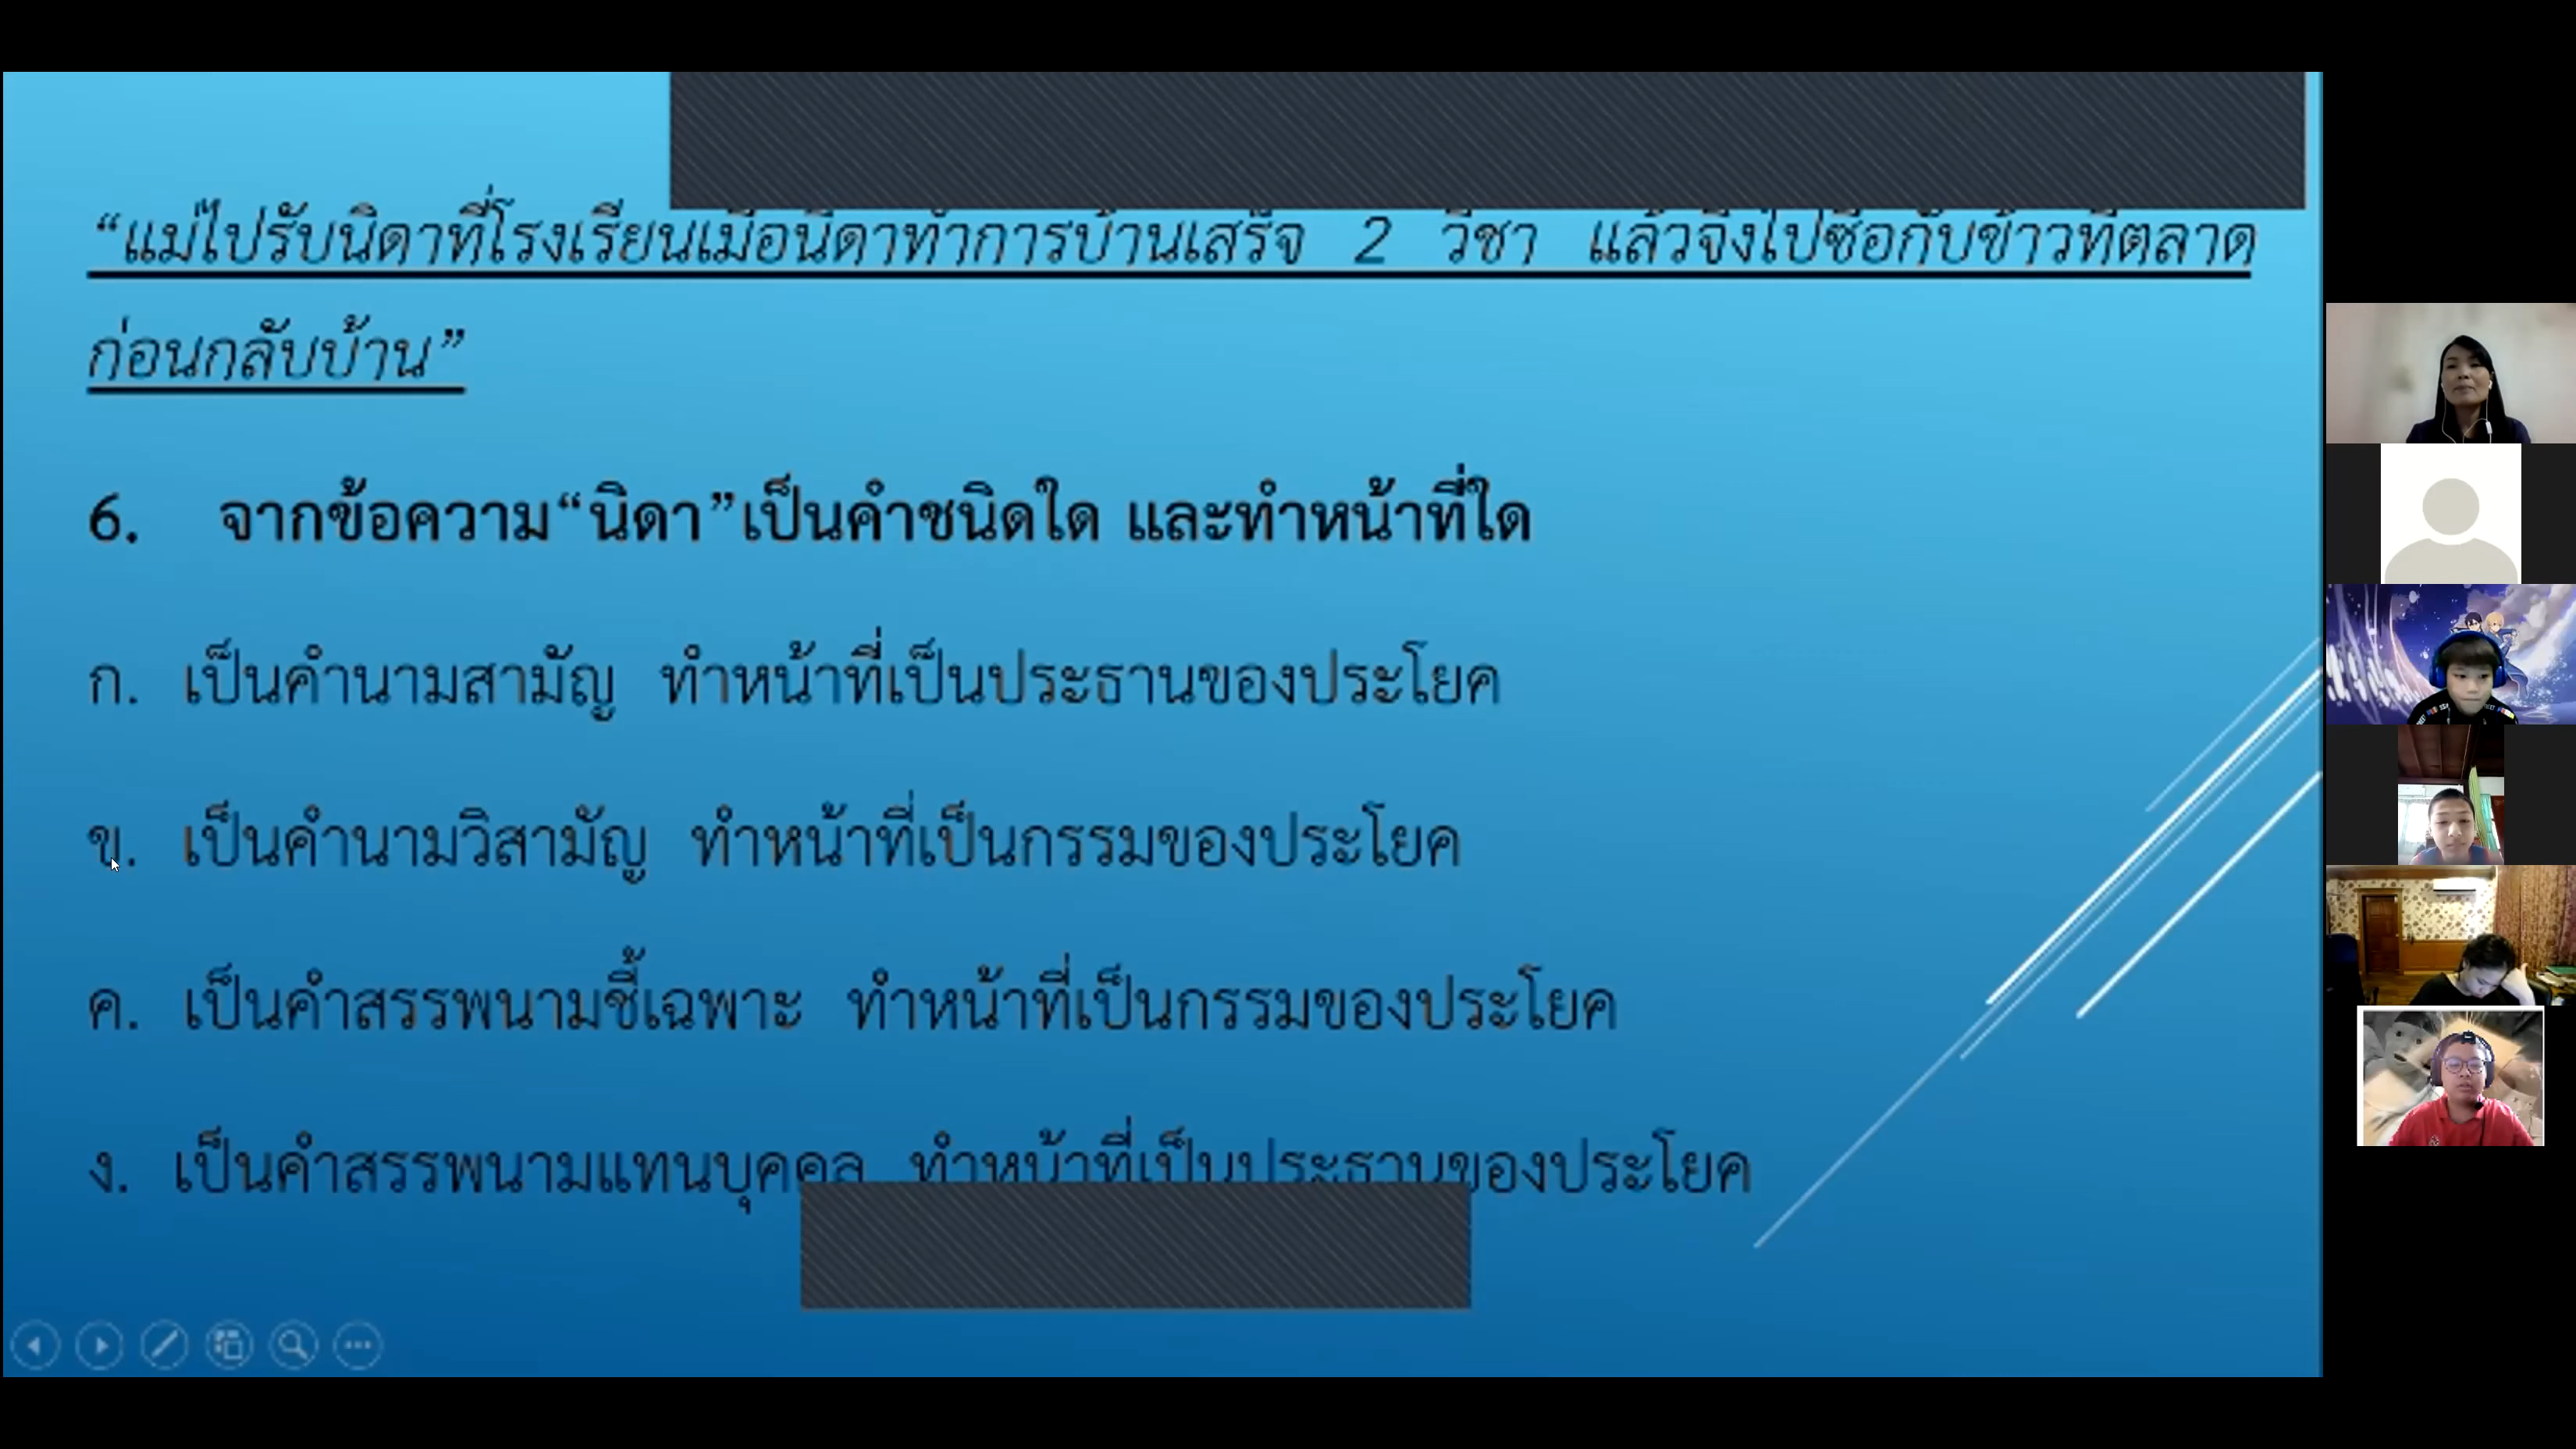 “แม่ไปรับนิดาที่โรงเรียนเมื่อนิดาทำการบ้านเสร็จ 2 วิชา แล้วจึงไปซื้อกับข้าวที่ตลาด
ก่อนกลับบ้าน”
6. จากข้อความ“นิดา”เป็นคำชนิดใด และทำหน้าที่ใด
ก. เป็นคำนามสามัญ ทำหน้าที่เป็นประธานของประโยค
ข. เป็นคำนามวิสามัญ ทำหน้าที่เป็นกรรมของประโยค
ค. เป็นคำสรรพนามชี้เฉพาะ ทำหน้าที่เป็นกรรมของประโยค
ง. เป็นคำสรรพนามแทนบุคคล ทำหน้าที่เป็นประธานของประโยค